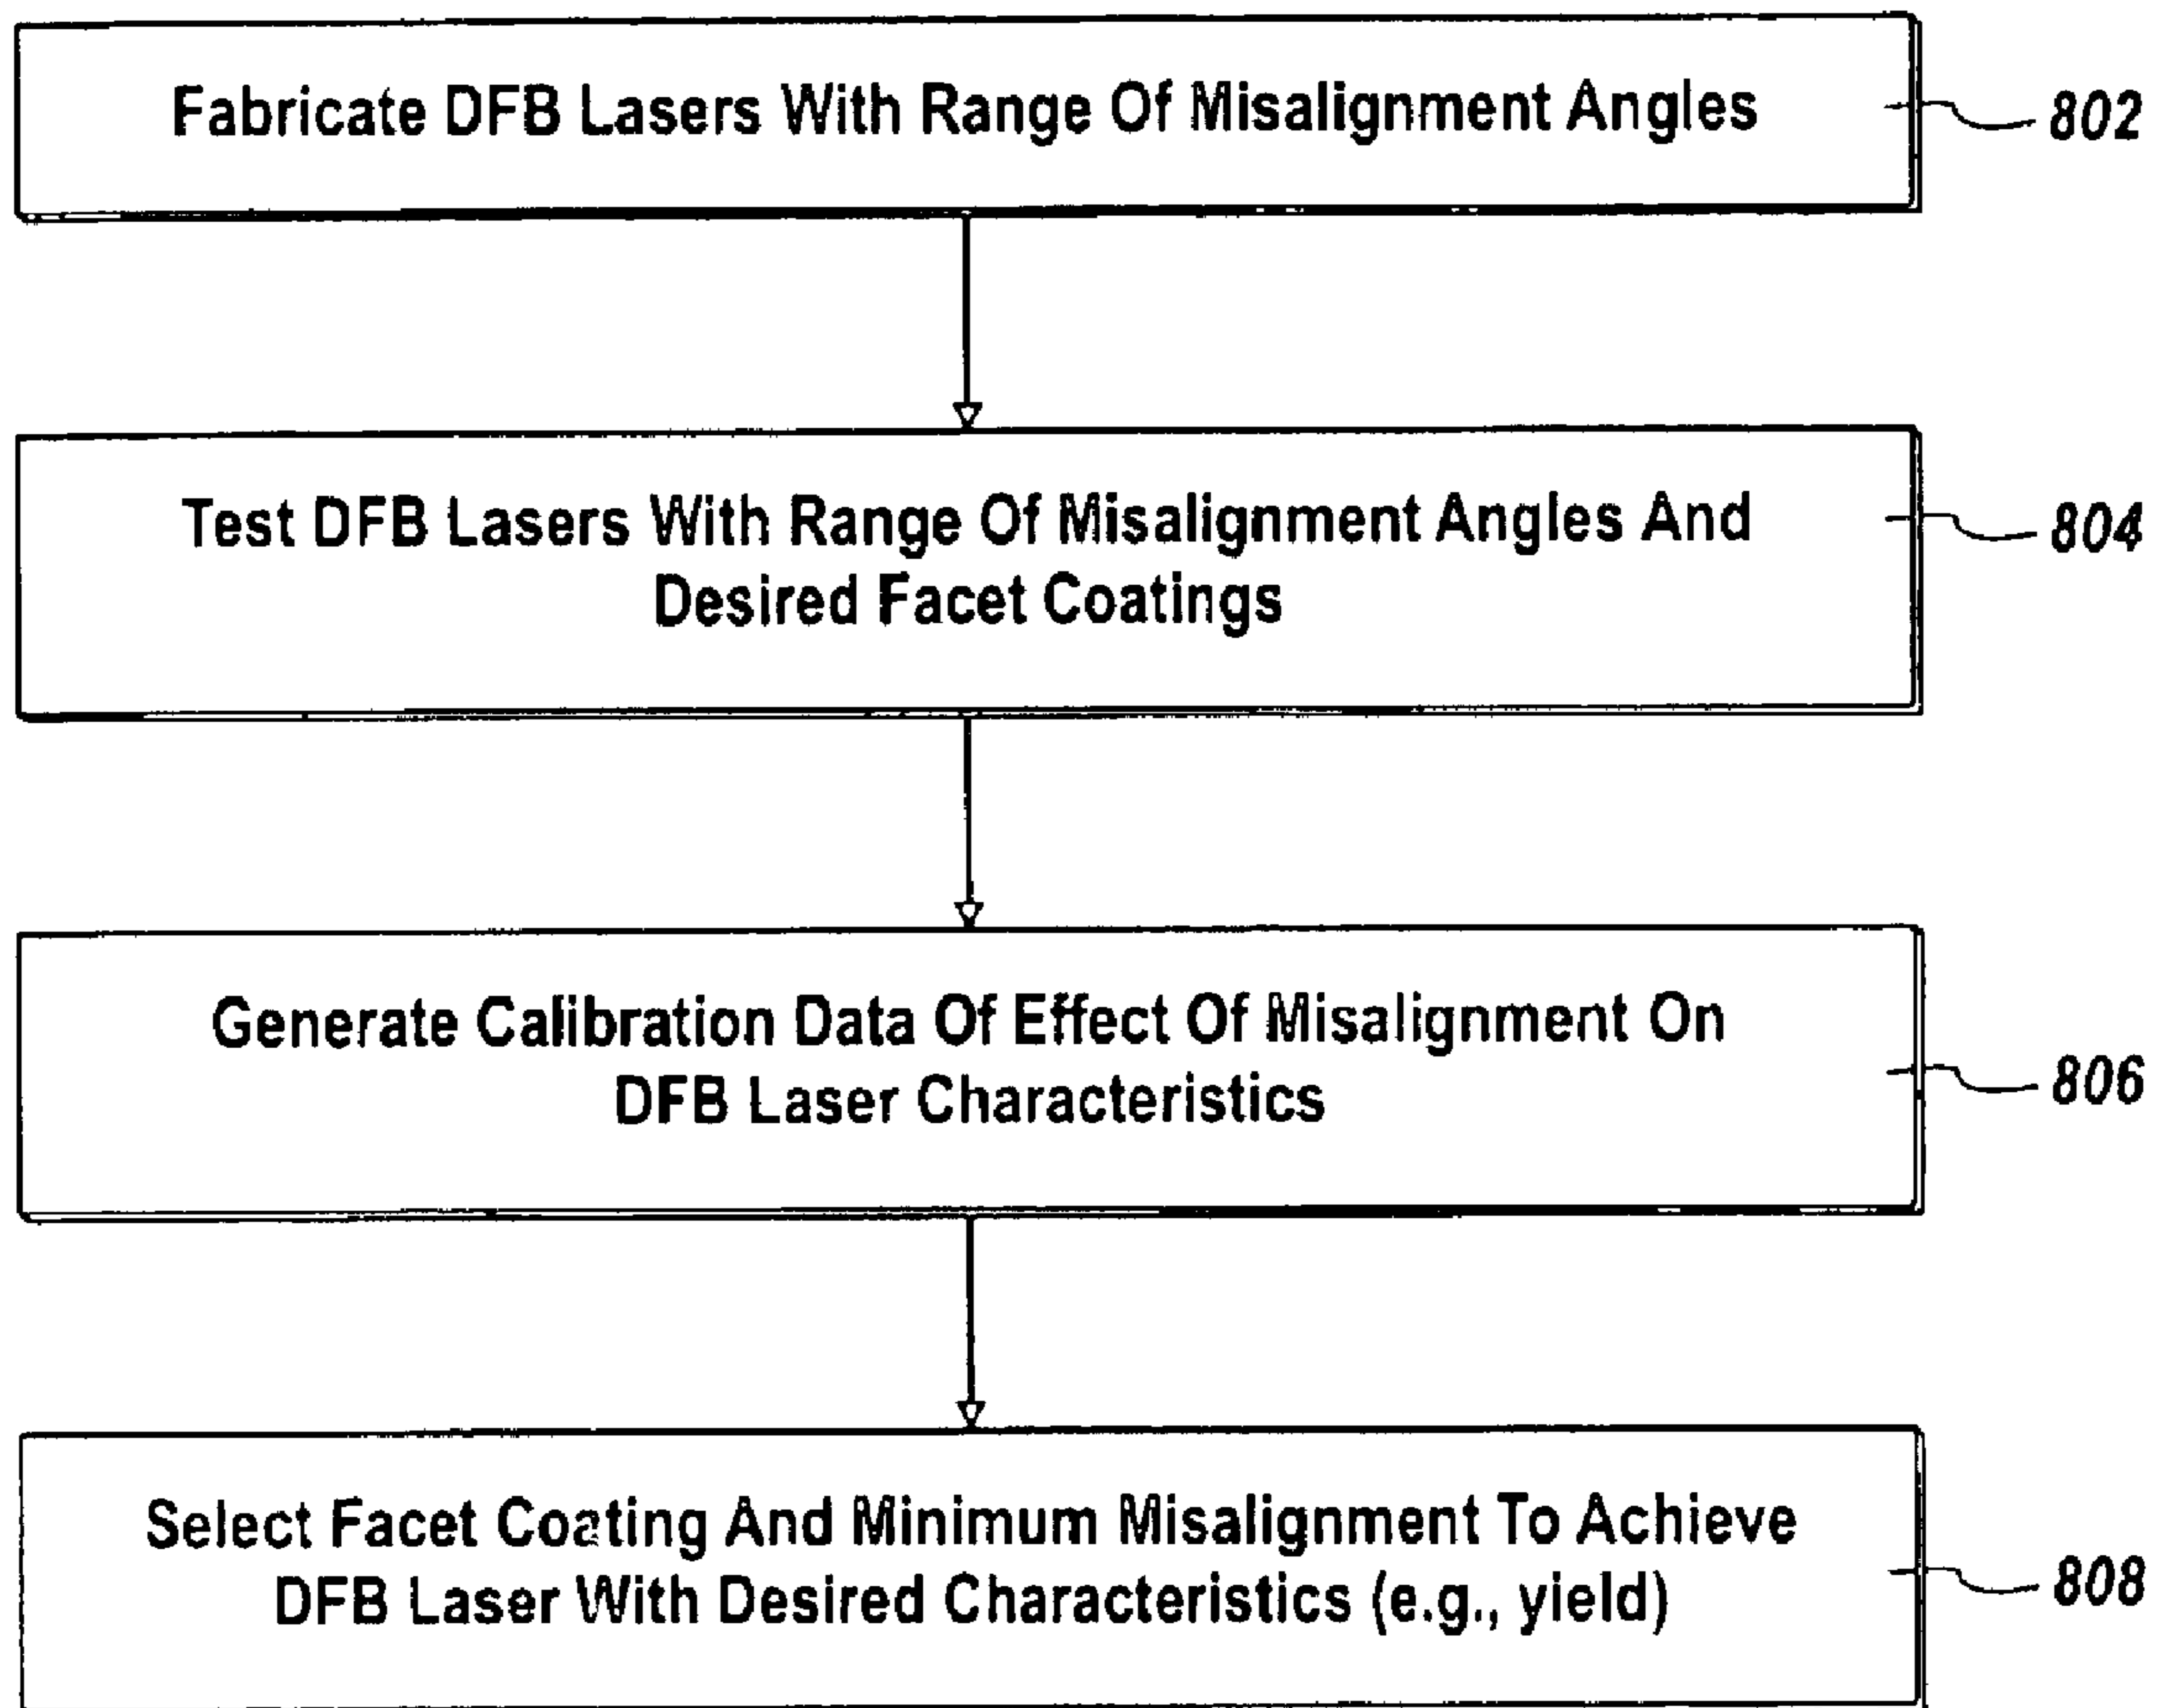 Fabricate DFB Lasers With Range Of Misalignment Angles
802
Test DFB Lasers With Range Of Misalignment Angles And
Desired Facet Coatings
804
Generate Calibration Data Of Effect Of Misalignment On
DFB Laser Characteristics
806
Select Facet Coating And Minimum Misalignment To Achieve
DFB Laser With Desired Characteristics (e.g., yield)
808